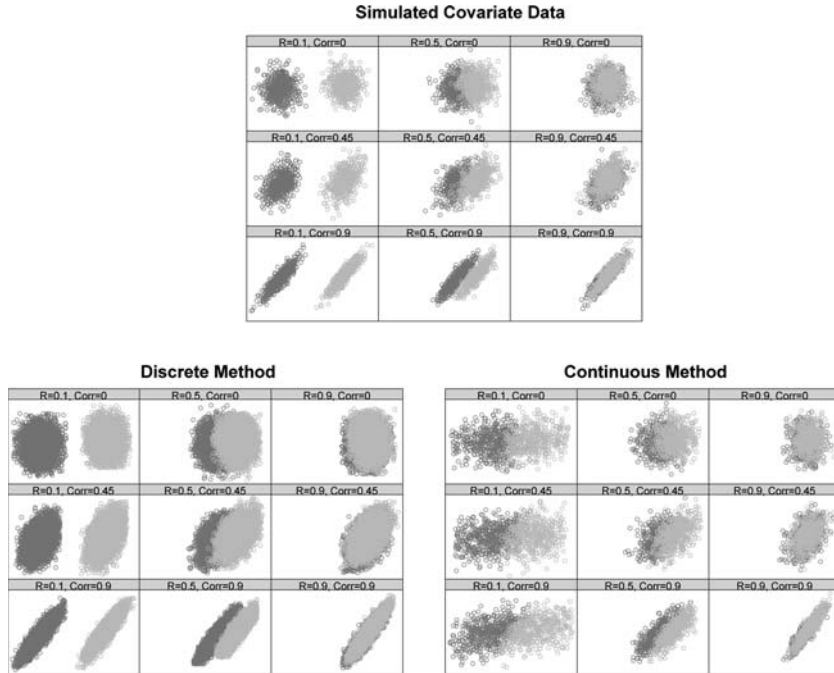 Simulated Covariate Data
R=0.1, Corr=0 R=0.5, Corr=0 R=0.9, Corr=0
R=0.1, Corr=0.45 R=0.5, Corr=0.45 R=0.9, Corr=0.45
R=0.1, Corr=0.9 R=0.5, Corr=0.9 R=0.9, Corr=0.9
Discrete Method
R=0.1, Corr=0 R=0.5, Corr=0 R=0.9, Corr=0
R=0.1, Corr=0.45 R=0.5, Corr=0.45 R=0.9, Corr=0.45
R=0.1, Corr=0.9 R=0.5, Corr=0.9 R=0.9, Corr=0.9
Continuous Method
R=0.1, Corr=0 R=0.5, Corr=0 R=0.9, Corr=0
R=0.1, Corr=0.45 R=0.5, Corr=0.45 R=0.9, Corr=0.45
R=0.1, Corr=0.9 R=0.5, Corr=0.9 R=0.9, Corr=0.9